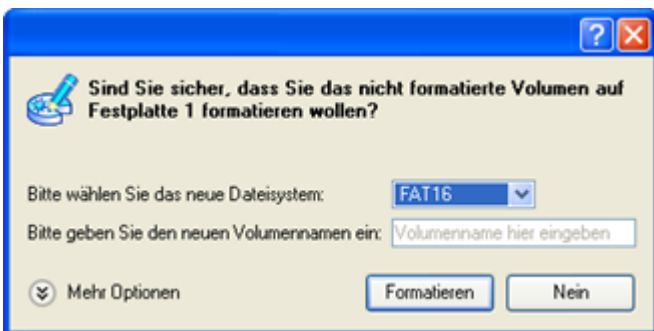 Sind Sie sicher, dass Sie das nicht formatierte Volumen auf
Festplatte 1 formatieren wollen?
Bitte wählen Sie das neue Dateisystem: FAT16
Bitte geben Sie den neuen Volumennamen ein: Volumenname hier eingeben
Mehr Optionen Formatieren Nein